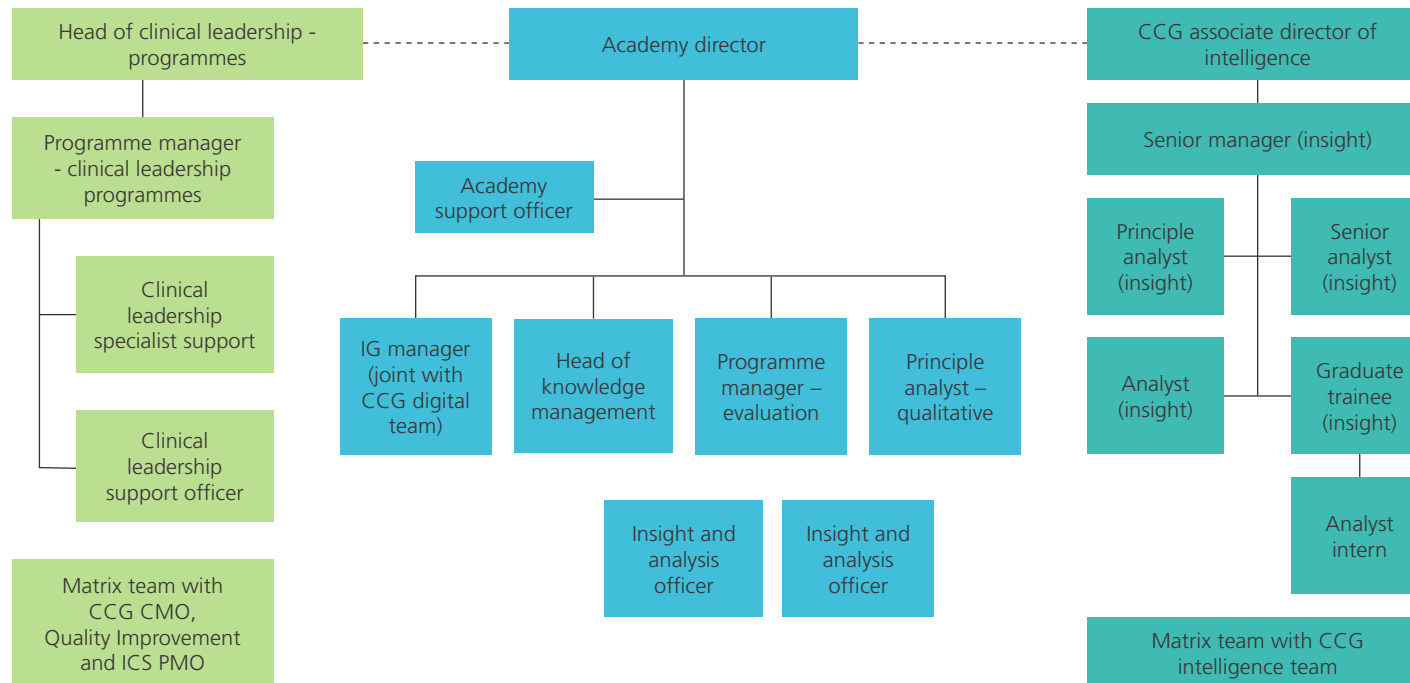 Head of clinical leadership -
programmes
Academy director
CCG associate director of
intelligence
Programme manager
- clinical leadership
programmes
Senior manager (insight)
Academy
support officer
Principle
analyst
(insight)
Senior
analyst
(insight)
Clinical
leadership
specialist support
IG manager
(joint with
CCG digital
team)
Head of
knowledge
management
Programme
manager –
evaluation
Principle
analyst –
qualitative
Analyst
(insight)
Graduate
trainee
(insight)
Clinical
leadership
support officer
Insight and
analysis
officer
Insight and
analysis
officer
Analyst
intern
Matrix team with
CCG CMO,
Quality Improvement
and ICS PMO
Matrix team with CCG
intelligence team